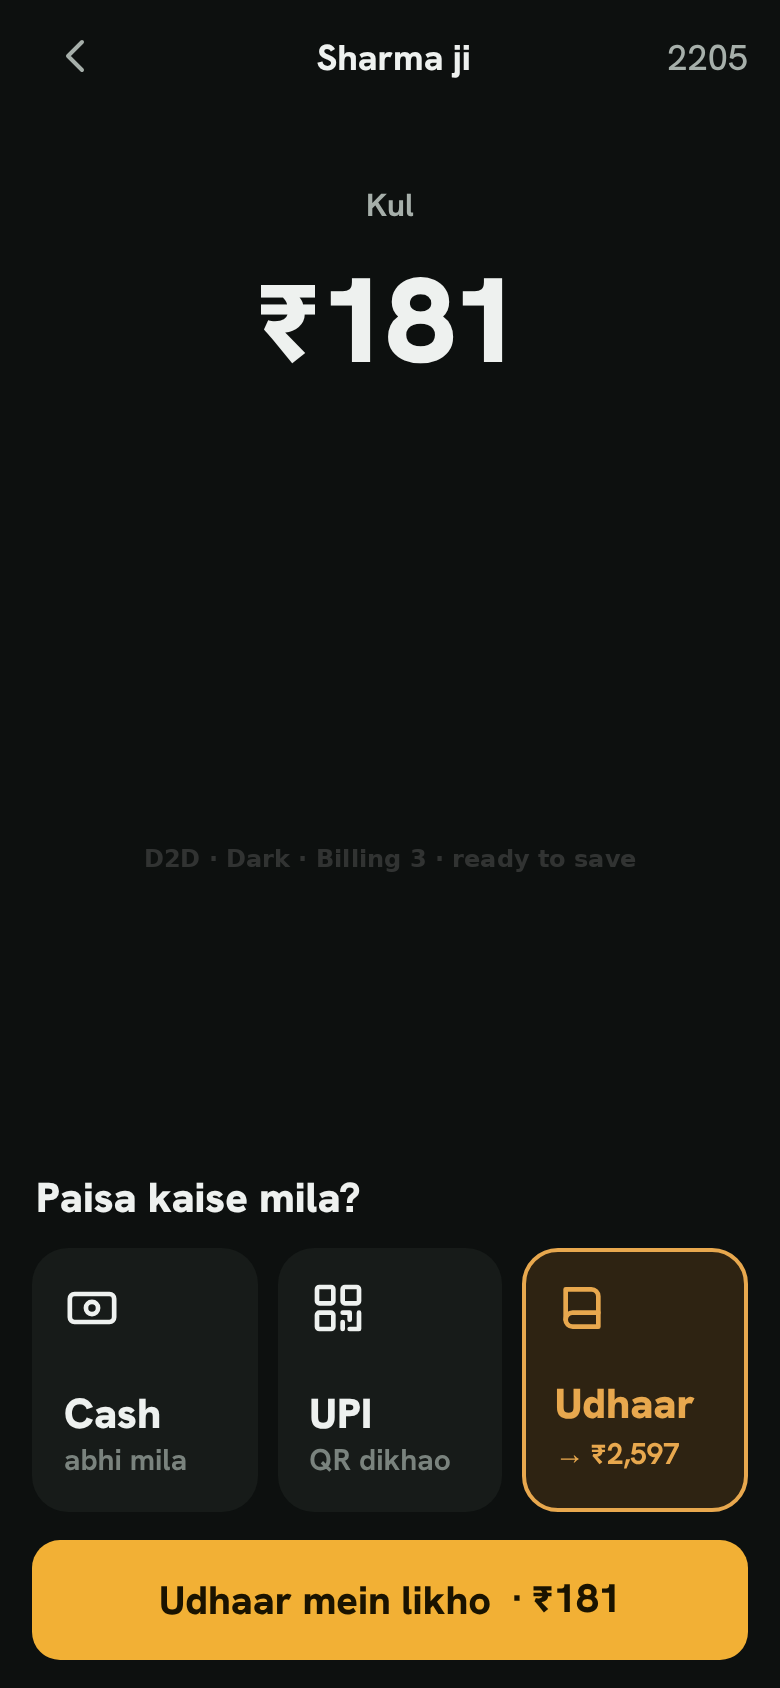 Sharma ji 2205
Kul
₹181
D2D · Dark · Billing 3 · ready to save
Paisa kaise mila?
Cash UPI Udhaar
abhi mila QR dikhao → ₹2,597
Udhaar mein likho · ₹181